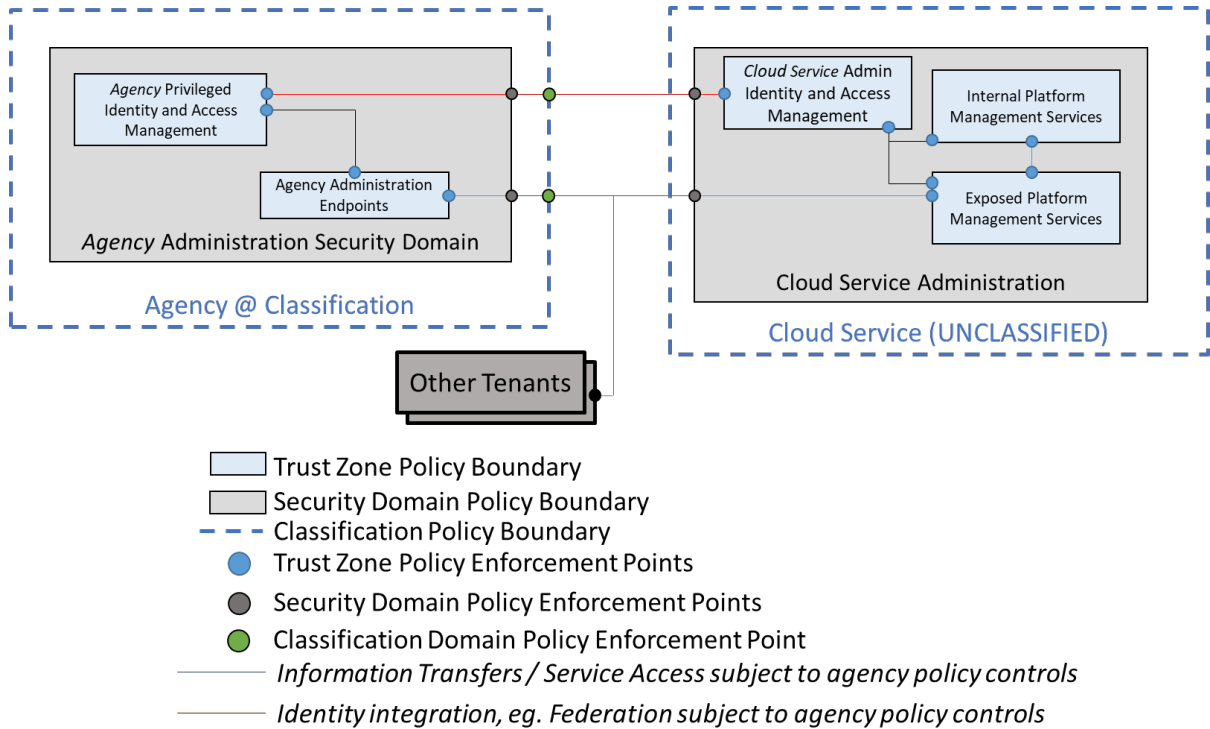 Agency Privileged
Identity and Access
Management
Agency Administration
Endpoints
Agency Administration Security Domain
Agency @ Classification
Cloud Service Admin
Identity and Access
Management
Internal Platform
Management Services
Exposed Platform
Management Services
Cloud Service Administration
Cloud Service (UNCLASSIFIED)
Other Tenants
Trust Zone Policy Boundary
Security Domain Policy Boundary
Classification Policy Boundary
Trust Zone Policy Enforcement Points
Security Domain Policy Enforcement Points
Classification Domain Policy Enforcement Point
Information Transfers / Service Access subject to agency policy controls
Identity integration, eg. Federation subject to agency policy controls